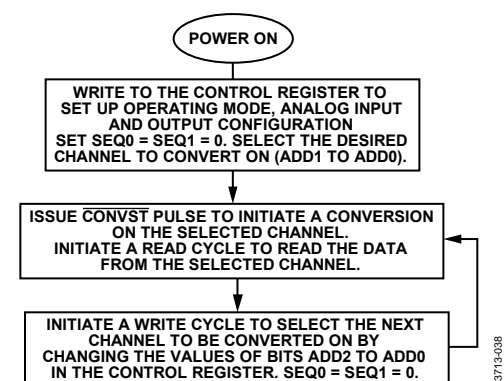 POWER ON
WRITE TO THE CONTROL REGISTER TO
SET UP OPERATING MODE, ANALOG INPUT
AND OUTPUT CONFIGURATION
SET SEQ0 = SEQ1 = 0. SELECT THE DESIRED
CHANNEL TO CONVERT ON (ADD1 TO ADD0).
ISSUE CONVST PULSE TO INITIATE A CONVERSION
ON THE SELECTED CHANNEL.
INITIATE A READ CYCLE TO READ THE DATA
FROM THE SELECTED CHANNEL.
INITIATE A WRITE CYCLE TO SELECT THE NEXT
CHANNEL TO BE CONVERTED ON BY
CHANGING THE VALUES OF BITS ADD2 TO ADD0
IN THE CONTROL REGISTER. SEQ0 = SEQ1 = 0.
3713-038